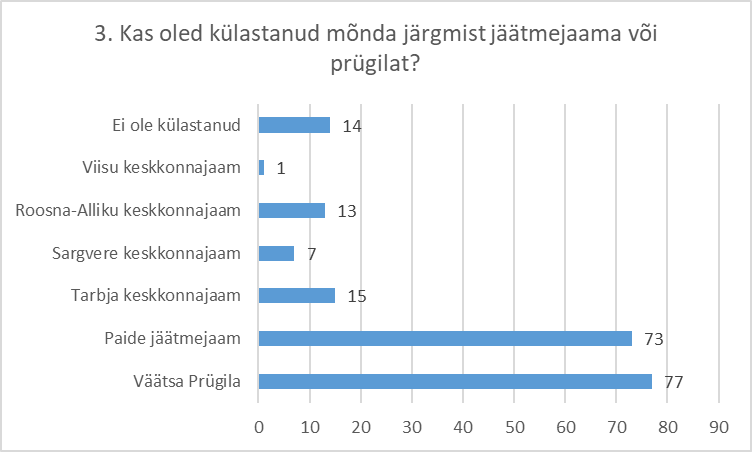 3. Kas oled külastanud mõnda järgmist jäätmejaama või
prügilat?
Ei ole külastanud 14
Viisu keskkonnajaam 1
Roosna-Alliku keskkonnajaam 13
Sargvere keskkonnajaam 7
Tarbja keskkonnajaam 15
Paide jäätmejaam 73
Väätsa Prügila 77
0 10 20 30 40 50 60 70 80 90